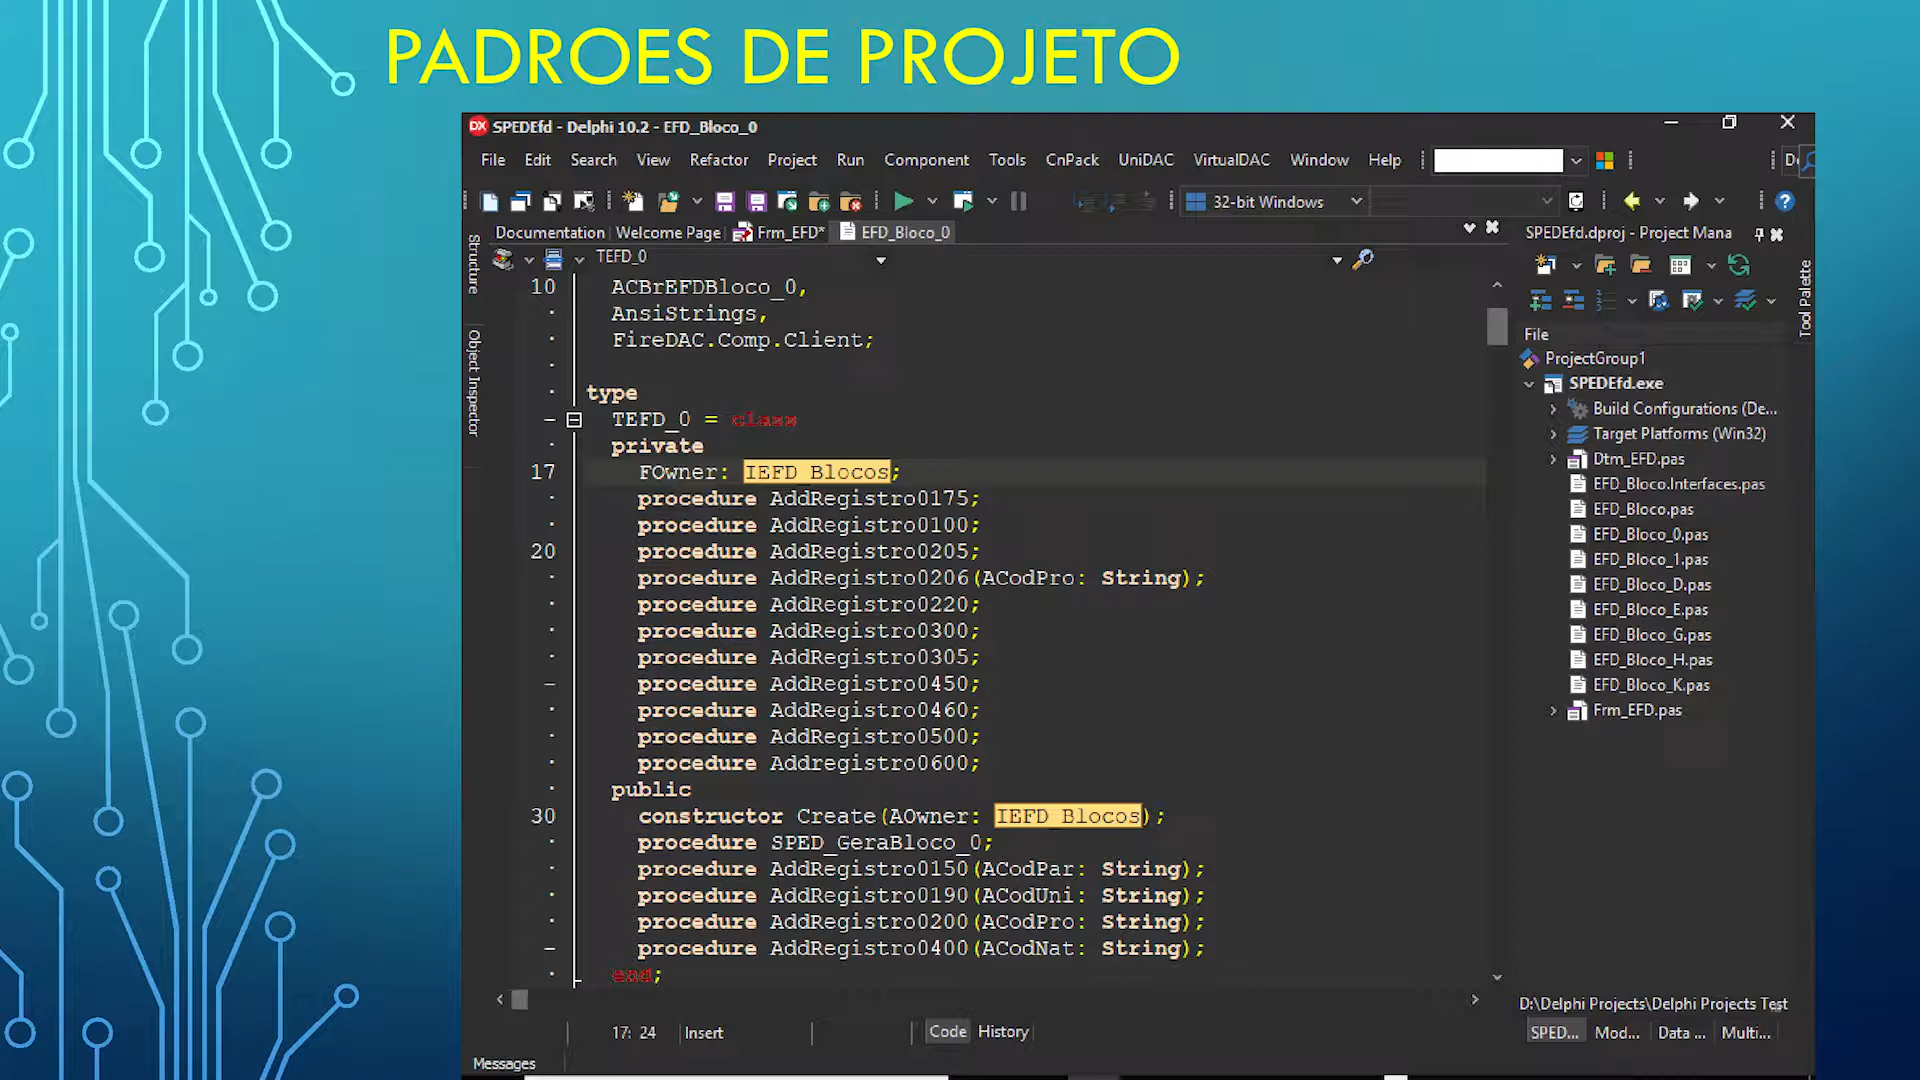 PADROES DE PROJETO
SPEDEfd - Delphi 10.2 - EFD_Bloco_0
File Edit Search View Refactor Project Run Component Tools CnPack UniDAC VirtualDAC Window Help
32-bit Windows
Documentation Welcome Page Frm_EFD* EFD_Bloco_0
SPEDEfd.dproj - Project Mana
TEFD_0
Structure
Object Inspector
Tool Palette
10 ACBrEFDBloco_0,
AnsiStrings,
FireDAC.Comp.Client;
type
TEFD_0 = class
private
17 FOwner: IEFD_Blocos;
procedure AddRegistro0175;
procedure AddRegistro0100;
20 procedure AddRegistro0205;
procedure AddRegistro0206(ACodPro: String);
procedure AddRegistro0220;
procedure AddRegistro0300;
procedure AddRegistro0305;
procedure AddRegistro0450;
procedure AddRegistro0460;
procedure AddRegistro0500;
procedure Addregistro0600;
public
30 constructor Create(AOwner: IEFD_Blocos);
procedure SPED_GeraBloco_0;
procedure AddRegistro0150(ACodPar: String);
procedure AddRegistro0190(ACodUni: String);
procedure AddRegistro0200(ACodPro: String);
procedure AddRegistro0400(ACodNat: String);
end;
File
ProjectGroup1
SPEDEfd.exe
Build Configurations (De...
Target Platforms (Win32)
Dtm_EFD.pas
EFD_Bloco.Interfaces.pas
EFD_Bloco.pas
EFD_Bloco_0.pas
EFD_Bloco_1.pas
EFD_Bloco_D.pas
EFD_Bloco_E.pas
EFD_Bloco_G.pas
EFD_Bloco_H.pas
EFD_Bloco_K.pas
Frm_EFD.pas
D:\Delphi Projects\Delphi Projects Test
SPED... Mod... Data ... Multi...
17: 24 Insert Code History
Messages